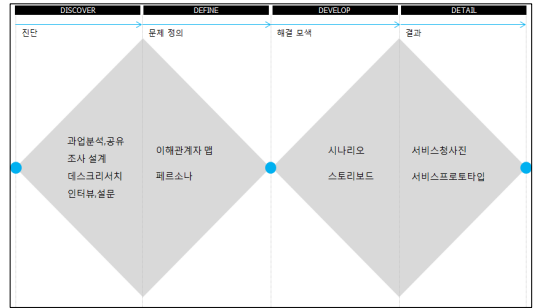 DISCOVER
DEFINE
DEVELOP
DETAIL
진단
문제 정의
해결 모색
결과
과업분석,공유
조사 설계
데스크리서치
인터뷰,설문
이해관계자 맵
페르소나
시나리오
스토리보드
서비스청사진
서비스프로토타입